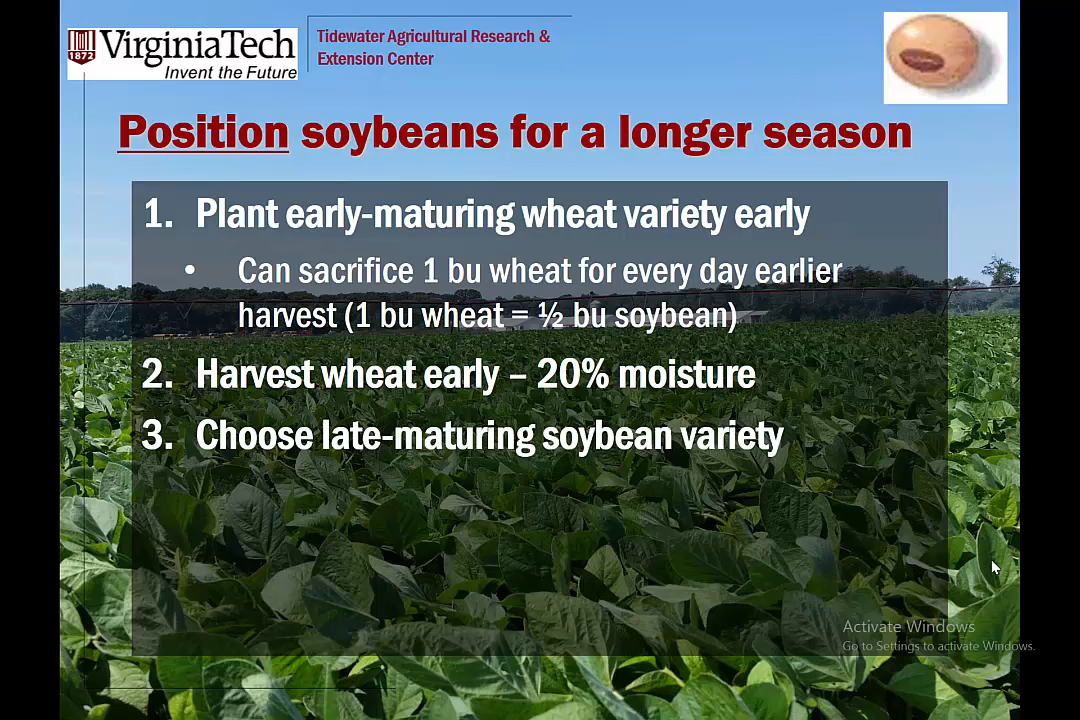 VirginiaTech
1872
Invent the Future
Tidewater Agricultural Research &
Extension Center
Position soybeans for a longer season
1. Plant early-maturing wheat variety early
• Can sacrifice 1 bu wheat for every day earlier
harvest (1 bu wheat = ½ bu soybean)
2. Harvest wheat early – 20% moisture
3. Choose late-maturing soybean variety
Activate Windows
Go to Settings to activate Windows.